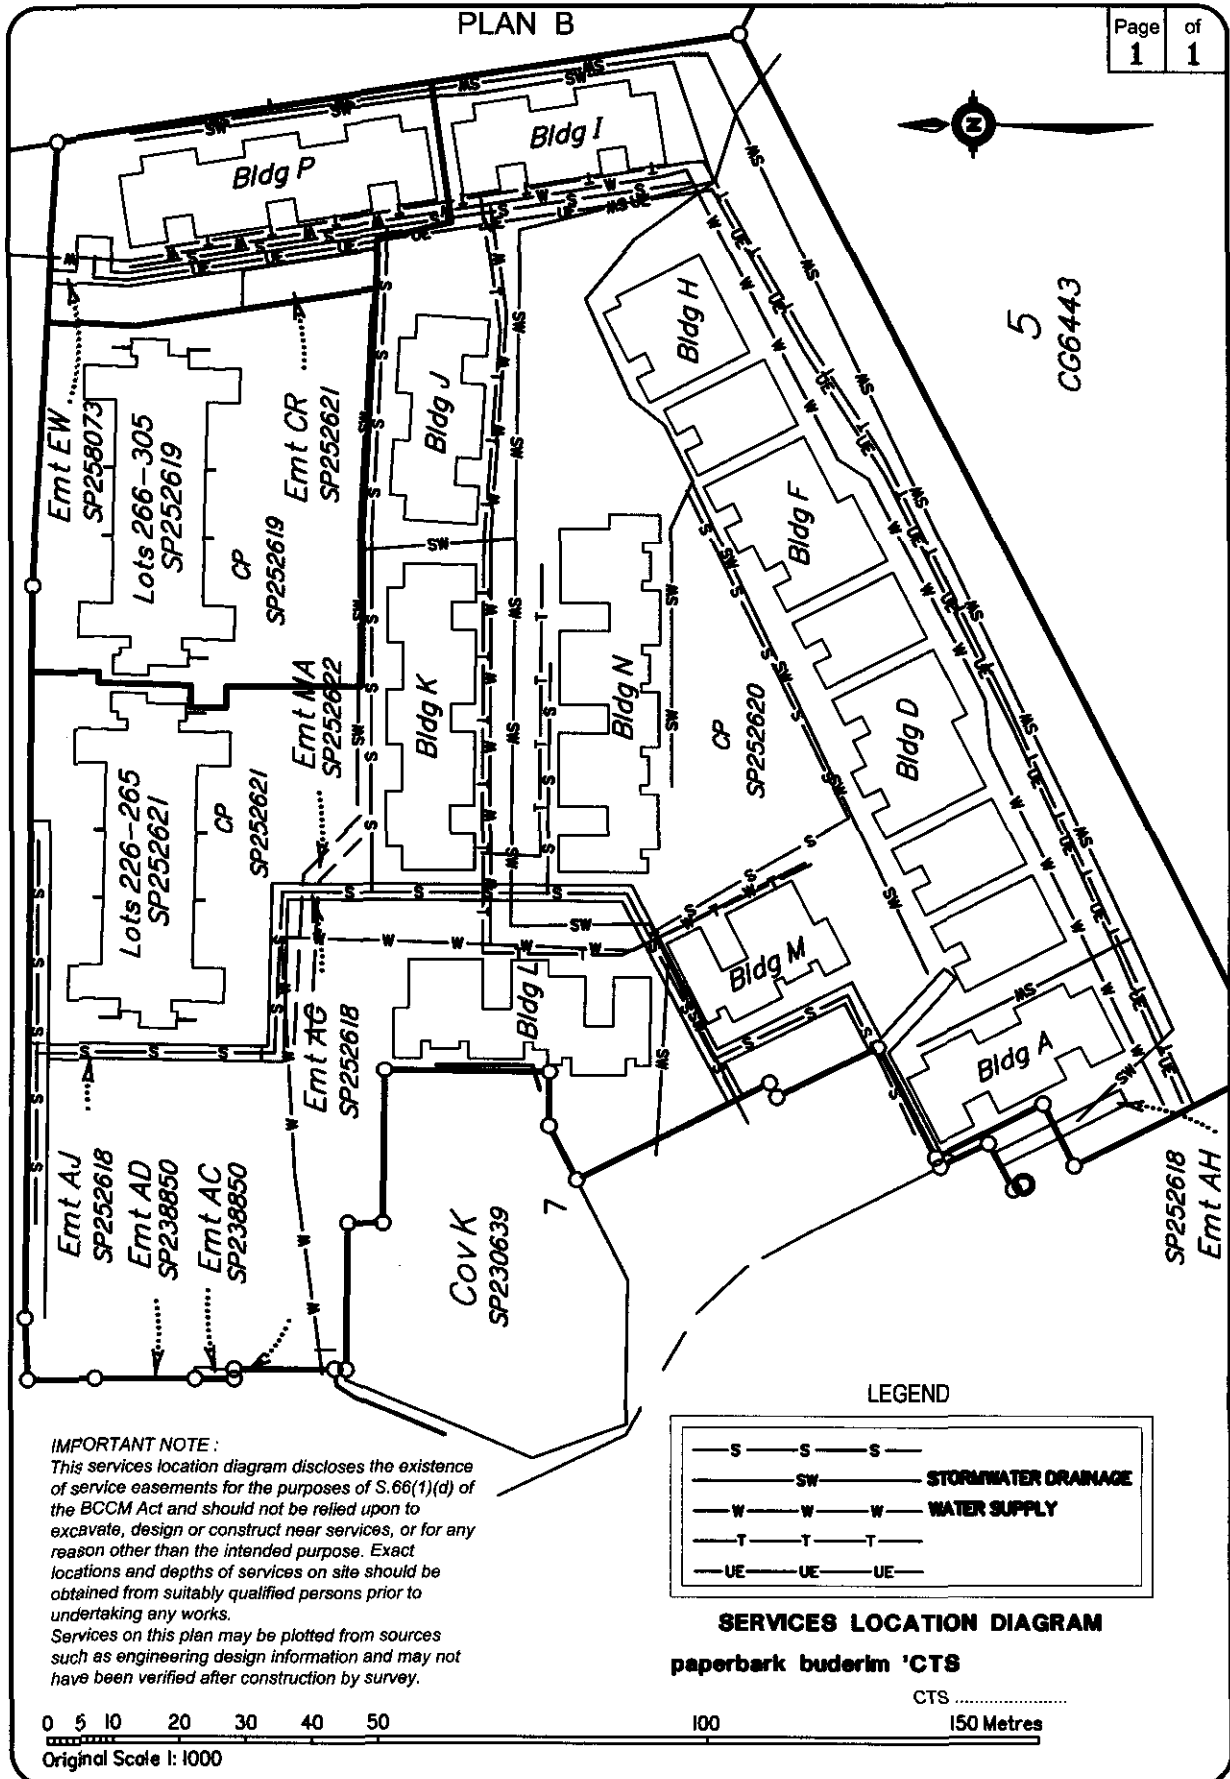 PLAN B
Page of
1 1
N
Bldg P
Bldg I
Bldg H
5
CG6443
Bldg J
Emt EW
SP258073
Lots 266-305
SP252619
Emt CR
SP252621
CP
SP252619
Bldg F
Emt MA
SP252622
Bldg K
Bldg N
CP
SP252620
Bldg D
Lots 226-265
SP252621
CP
SP252621
Bldg M
Bldg L
Emt AG
SP252618
Bldg A
Emt AJ
SP252618
Emt AD
SP238850
Emt AC
SP238850
Cov K
SP230639
7
SP252618
Emt AH
LEGEND
S S S
SW STORMWATER DRAINAGE
W W W WATER SUPPLY
T T T
UE UE UE
IMPORTANT NOTE :
This services location diagram discloses the existence
of service easements for the purposes of S.66(1)(d) of
the BCCM Act and should not be relied upon to
excavate, design or construct near services, or for any
reason other than the intended purpose. Exact
locations and depths of services on site should be
obtained from suitably qualified persons prior to
undertaking any works.
Services on this plan may be plotted from sources
such as engineering design information and may not
have been verified after construction by survey.
SERVICES LOCATION DIAGRAM
paperbark buderim 'CTS
CTS ......................
0 5 10 20 30 40 50 100 150 Metres
Original Scale 1: 1000